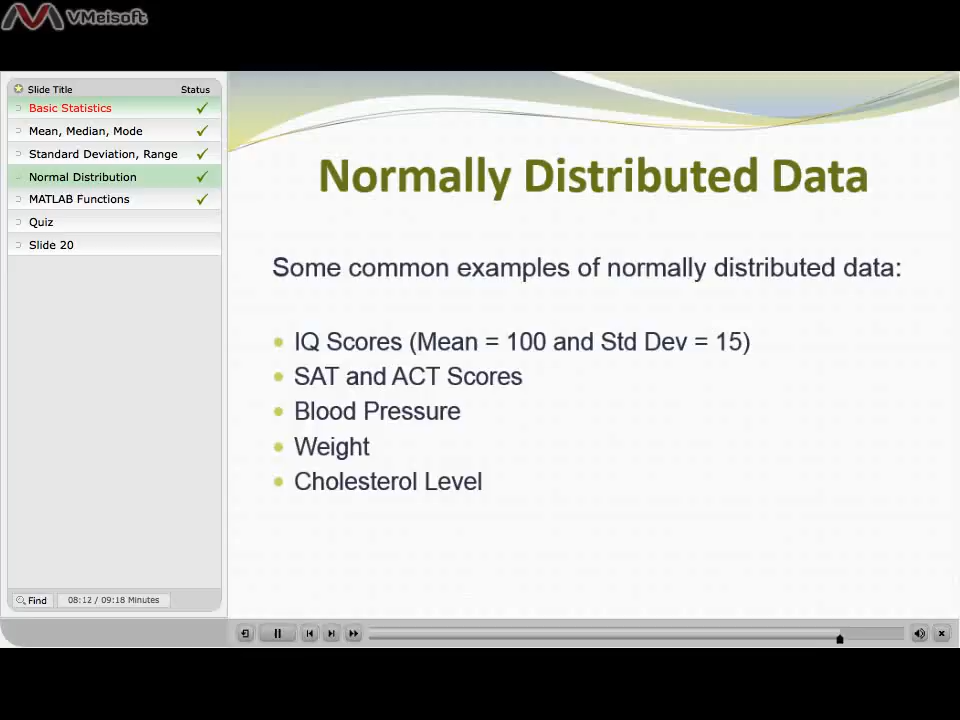 VMeisoft
Slide Title Status
Basic Statistics
Mean, Median, Mode
Standard Deviation, Range
Normal Distribution
MATLAB Functions
Quiz
Slide 20
Normally Distributed Data
Some common examples of normally distributed data:
IQ Scores (Mean = 100 and Std Dev = 15)
SAT and ACT Scores
Blood Pressure
Weight
Cholesterol Level
Find 08:12 / 09:18 Minutes